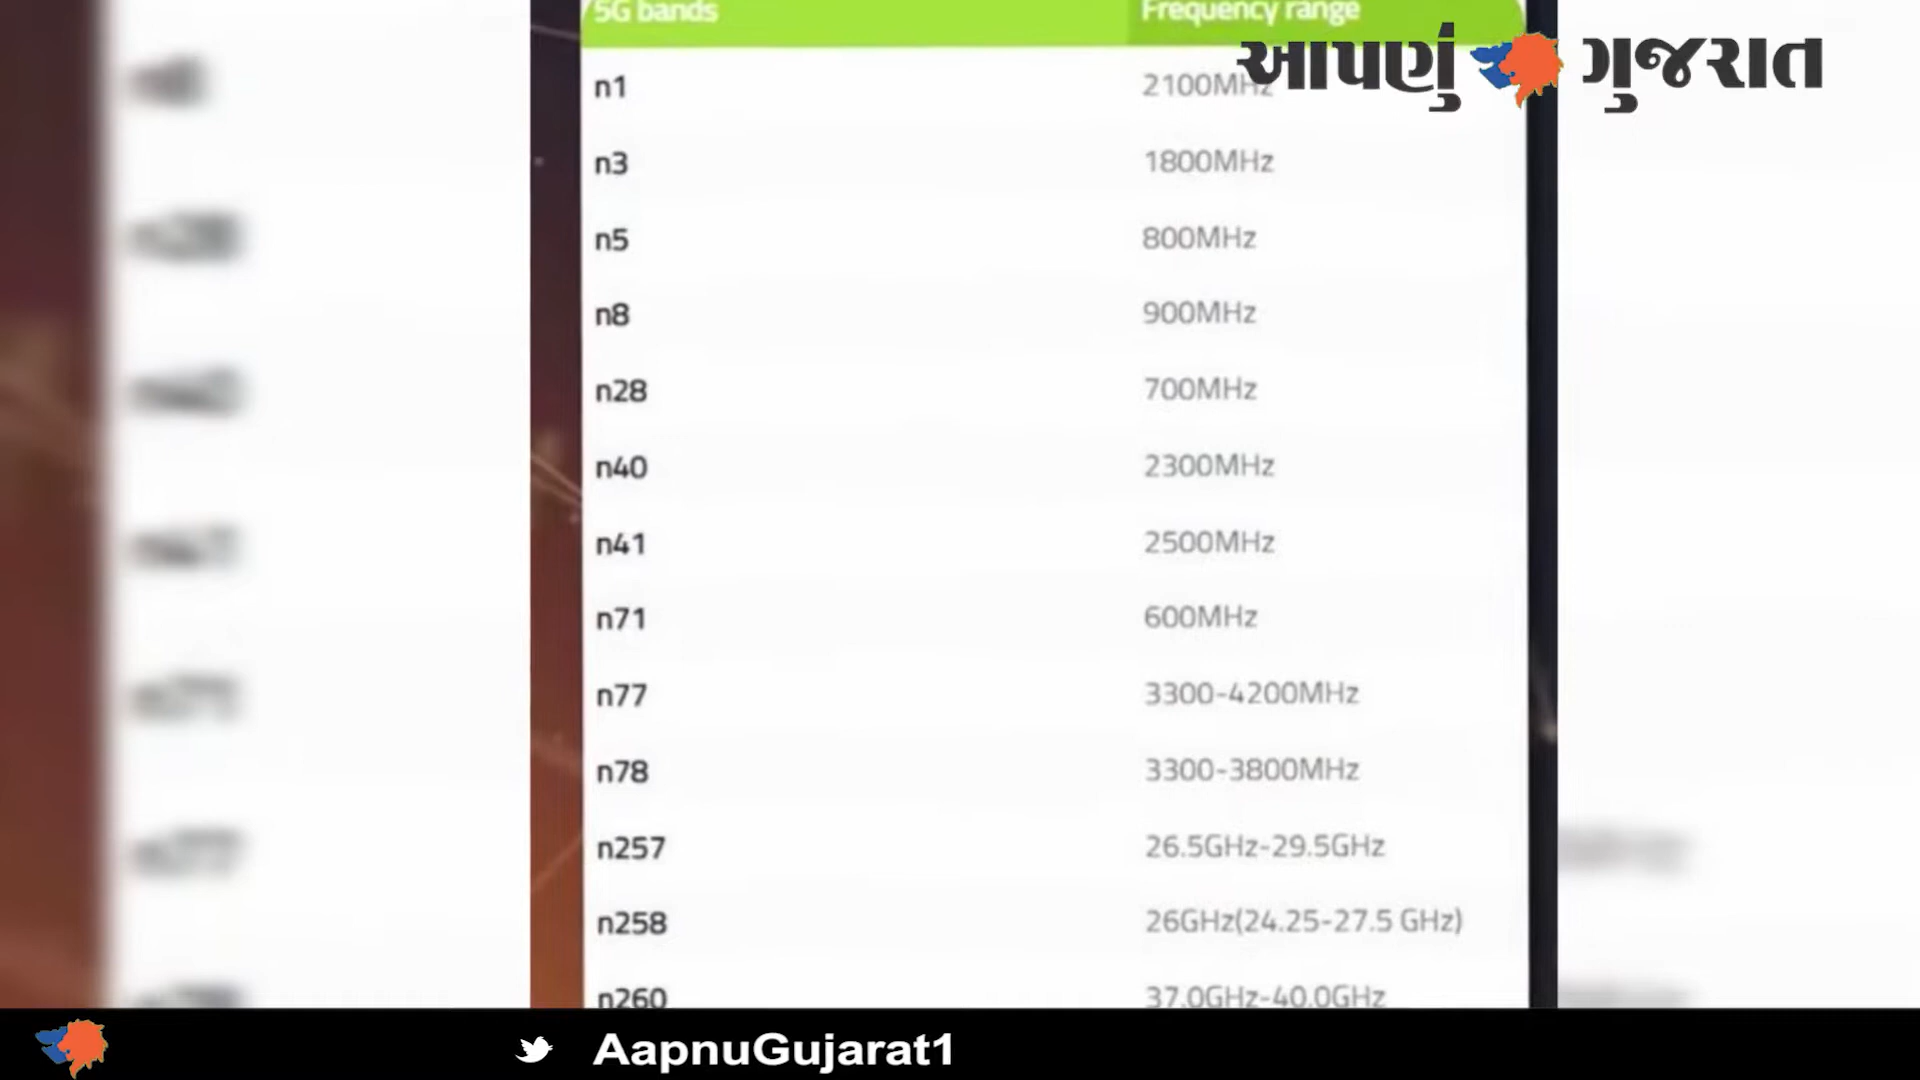 5G bands Frequency range
આપણું ગુજરાત
n1 2100MHz
n3 1800MHz
n5 800MHz
n8 900MHz
n28 700MHz
n40 2300MHz
n41 2500MHz
n71 600MHz
n77 3300-4200MHz
n78 3300-3800MHz
n257 26.5GHz-29.5GHz
n258 26GHz(24.25-27.5 GHz)
n260 37.0GHz-40.0GHz
AapnuGujarat1